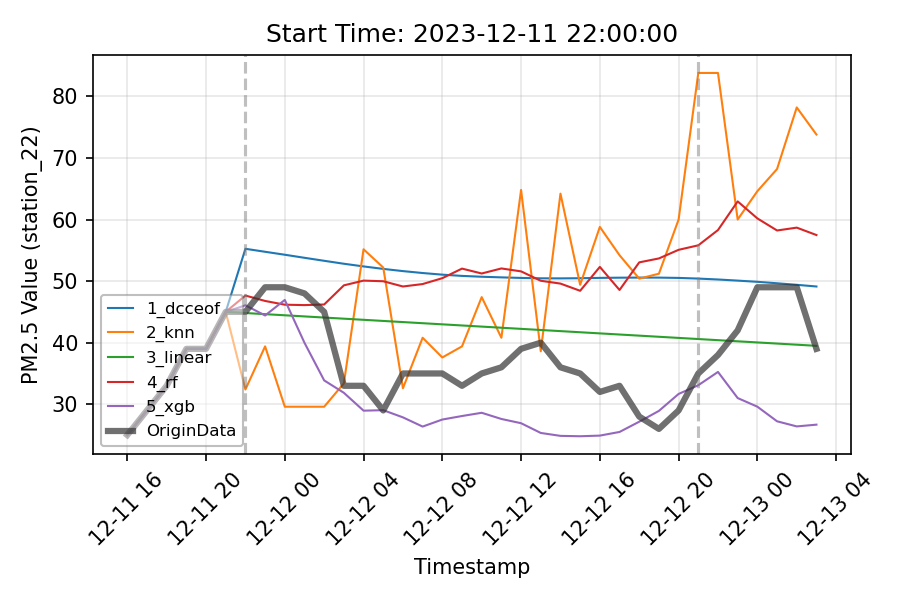 Start Time: 2023-12-11 22:00:00
PM2.5 Value (station_22)
80
70
60
50
40
30
1_dcceof
2_knn
3_linear
4_rf
5_xgb
OriginData
12-11 16
12-11 20
12-12 00
12-12 04
12-12 08
12-12 12
12-12 16
12-12 20
12-13 00
12-13 04
Timestamp